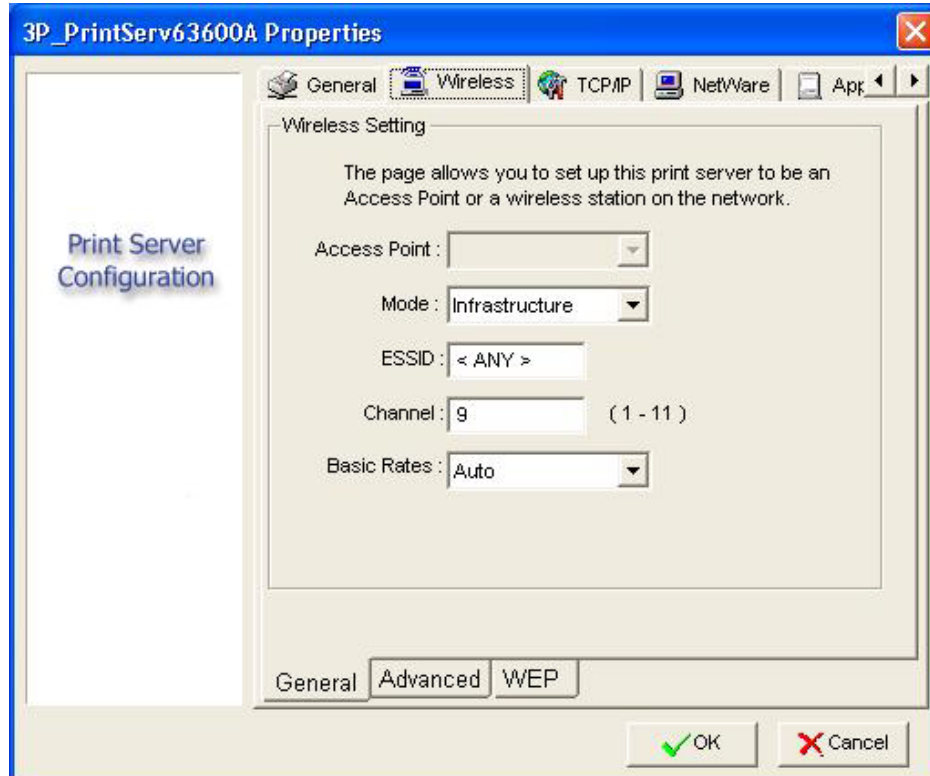 3P_PrintServ63600A Properties
General Wireless TCP/IP NetWare App
Print Server
Configuration
Wireless Setting
The page allows you to set up this print server to be an
Access Point or a wireless station on the network.
Access Point :
Mode : Infrastructure
ESSID : < ANY >
Channel : 9 ( 1 - 11 )
Basic Rates : Auto
General Advanced WEP
OK Cancel